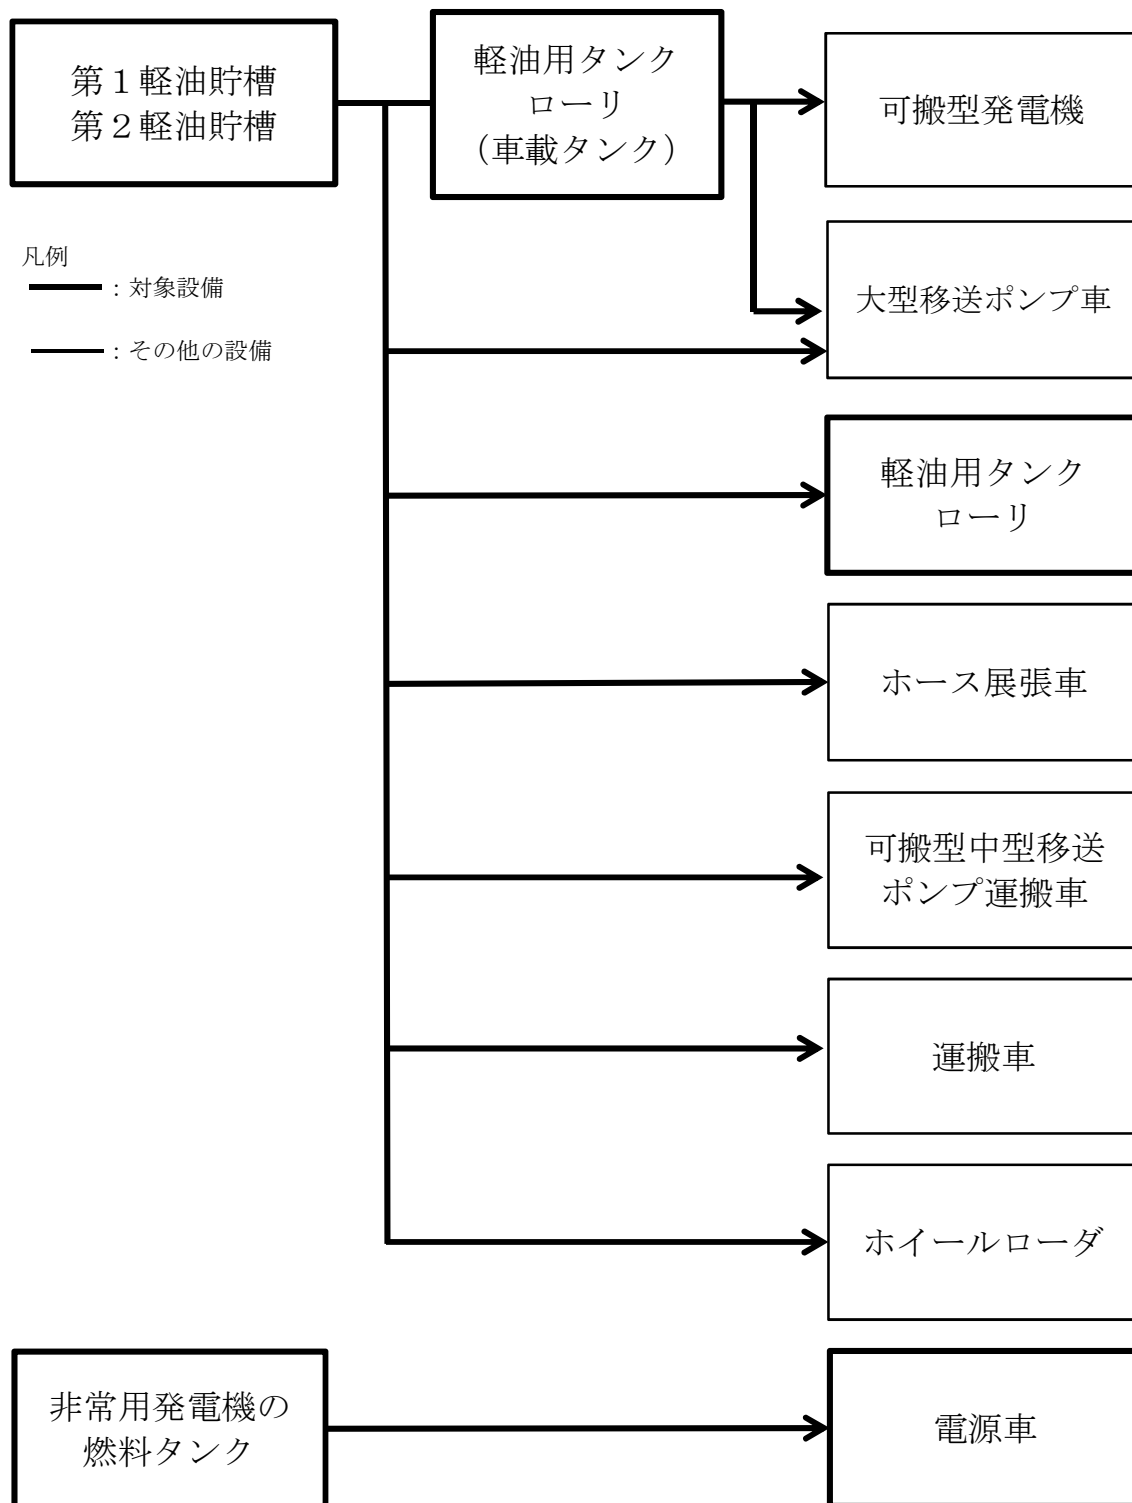 第１軽油貯槽
第２軽油貯槽
軽油用タンク
ローリ
（車載タンク）
可搬型発電機
凡例
：対象設備
：その他の設備
大型移送ポンプ車
軽油用タンク
ローリ
ホース展張車
可搬型中型移送
ポンプ運搬車
運搬車
ホイールローダ
非常用発電機の
燃料タンク
電源車